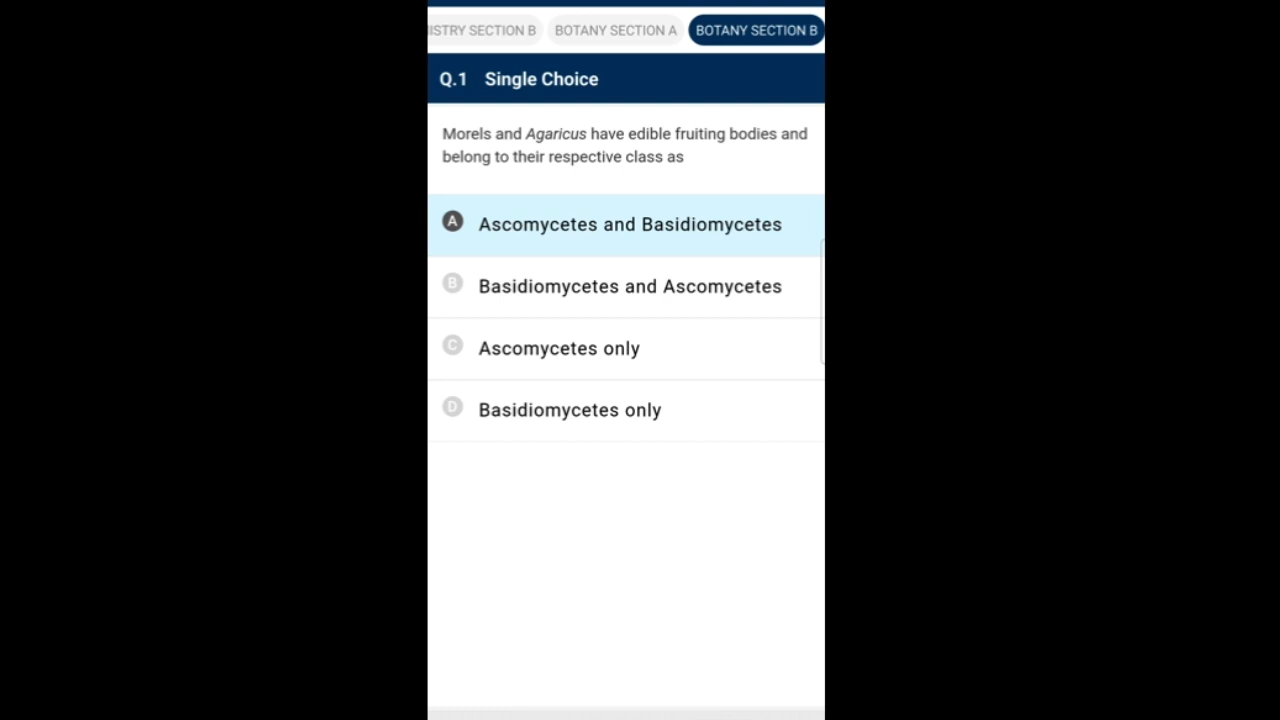 ISTRY SECTION B BOTANY SECTION A BOTANY SECTION B
Q.1 Single Choice
Morels and Agaricus have edible fruiting bodies and
belong to their respective class as
A Ascomycetes and Basidiomycetes
B Basidiomycetes and Ascomycetes
C Ascomycetes only
D Basidiomycetes only